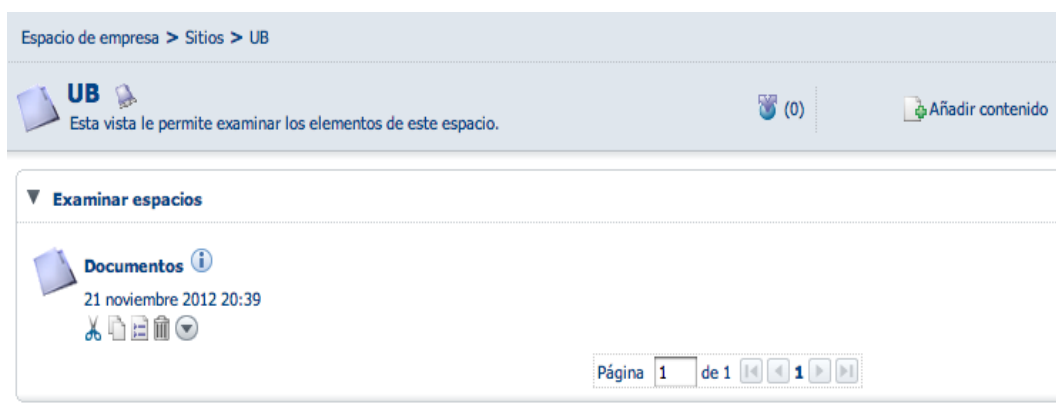 Espacio de empresa > Sitios > UB
UB
Esta vista le permite examinar los elementos de este espacio.
(0)
Añadir contenido
Examinar espacios
Documentos
21 noviembre 2012 20:39
Página 1 de 1 1